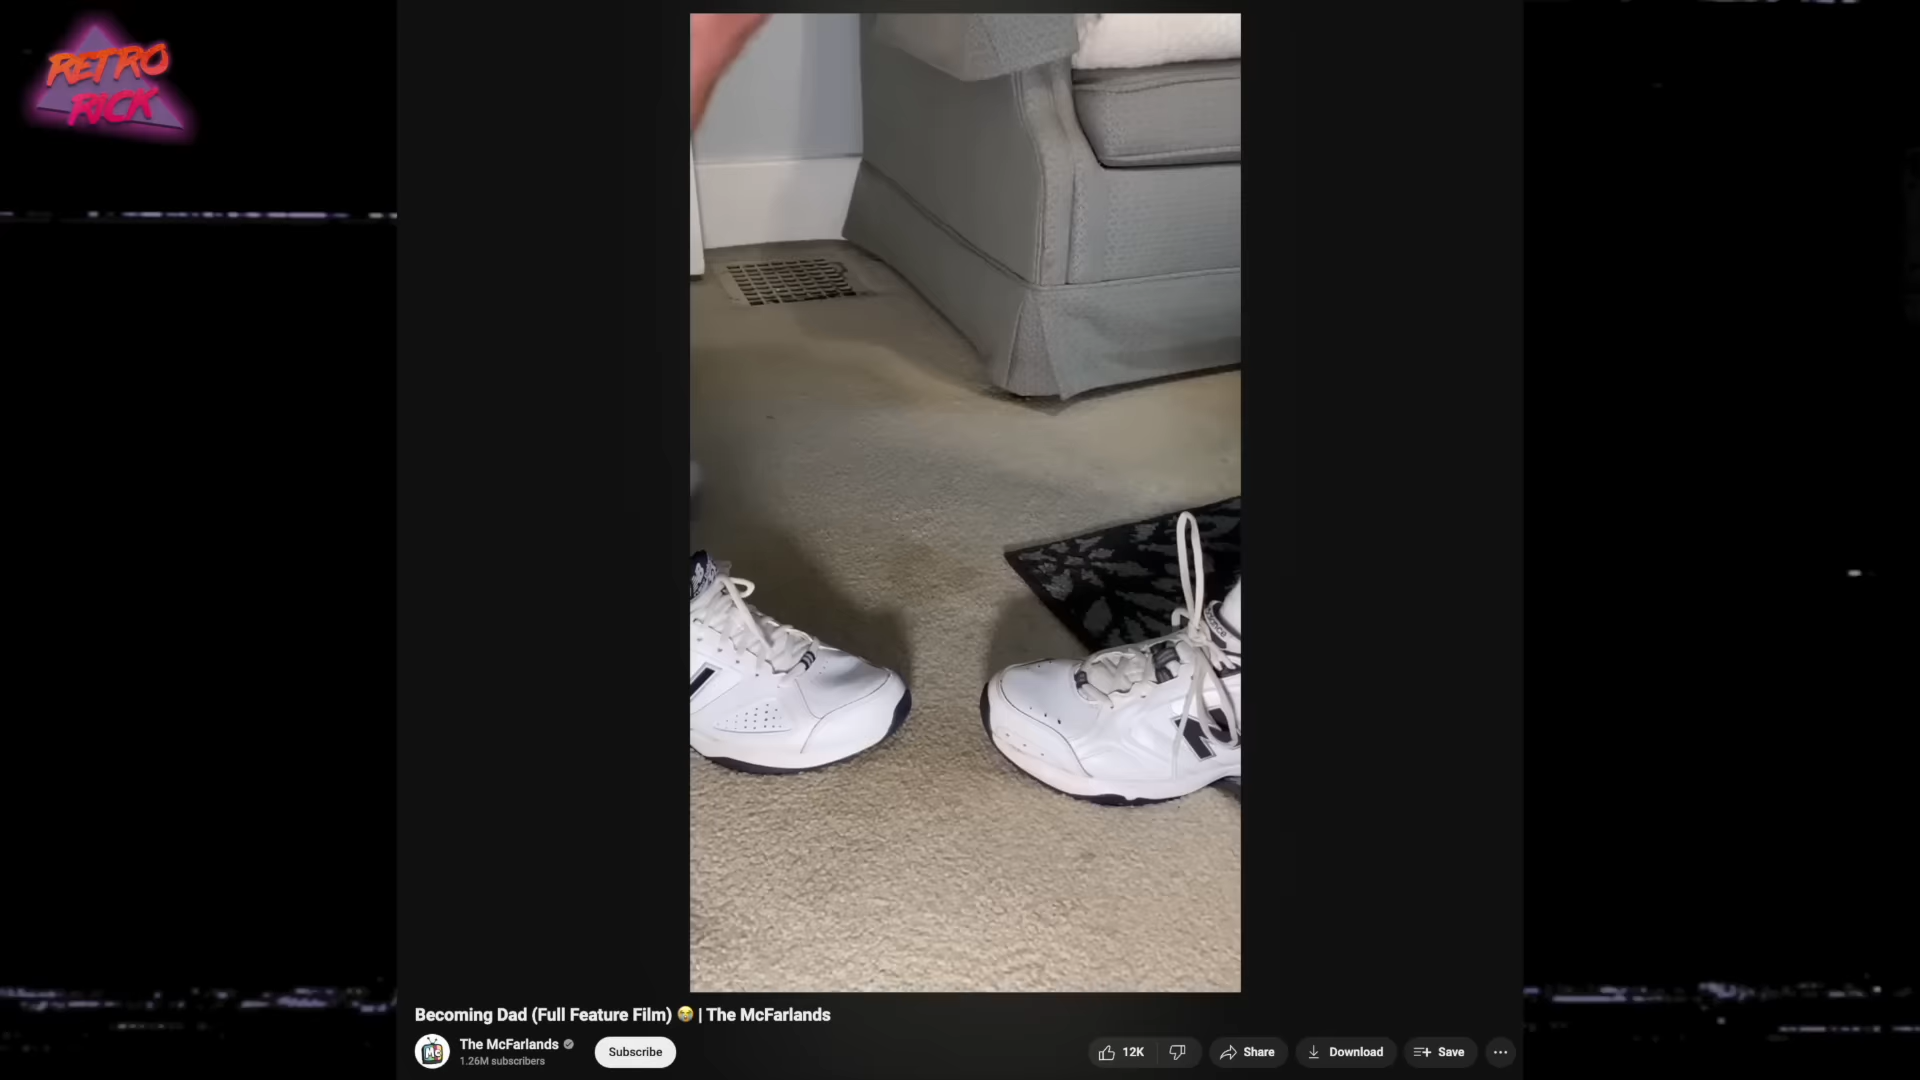 RETRO
RICK
Becoming Dad (Full Feature Film) 😭 | The McFarlands
The McFarlands
1.26M subscribers
Subscribe
12K
Share
Download
Save